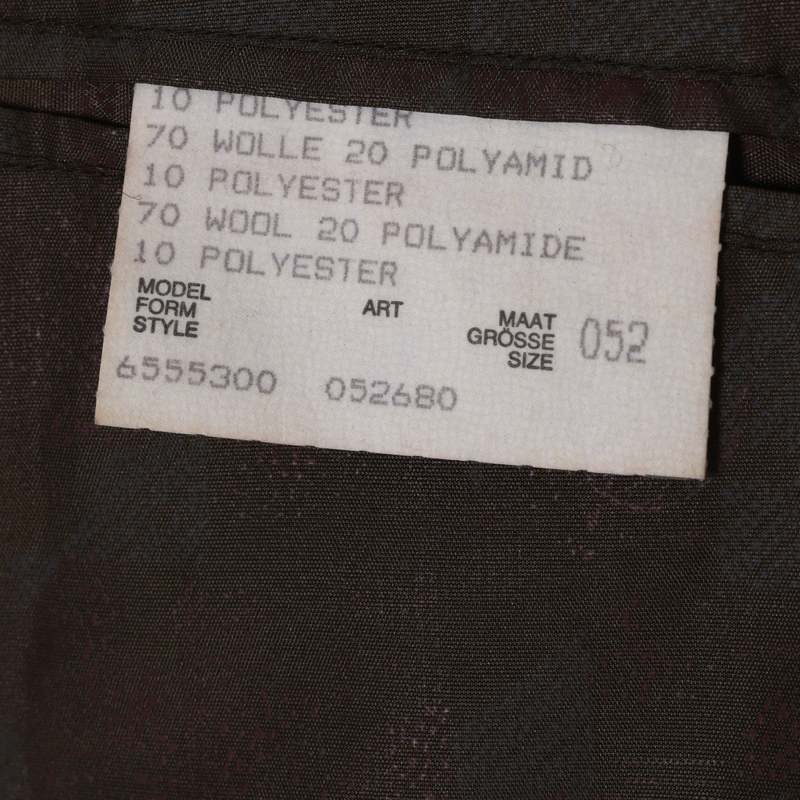 10 POLYESTER
70 WOLLE 20 POLYAMID
10 POLYESTER
70 WOOL 20 POLYAMIDE
10 POLYESTER
MODEL
FORM
STYLE
ART
MAAT
GRÖSSE
SIZE
052
6555300 052680